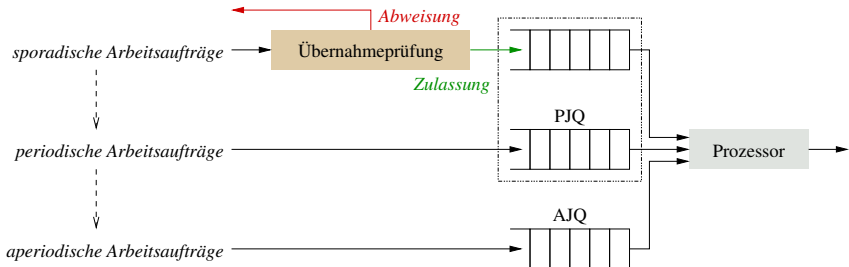 Abweisung
sporadische Arbeitsaufträge
Übernahmeprüfung
Zulassung
PJQ
periodische Arbeitsaufträge
Prozessor
AJQ
aperiodische Arbeitsaufträge